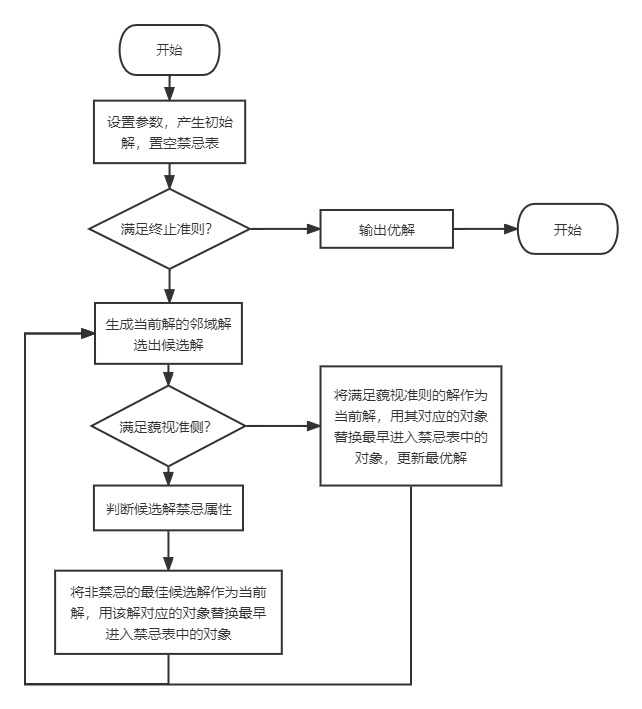 开始
设置参数，产生初始
解，置空禁忌表
满足终止准则？
输出优解
开始
生成当前解的邻域解
选出候选解
满足藐视准侧？
将满足藐视准则的解作为
当前解，用其对应的对象
替换最早进入禁忌表中的
对象，更新最优解
判断候选解禁忌属性
将非禁忌的最佳候选解作为当前
解，用该解对应的对象替换最早
进入禁忌表中的对象